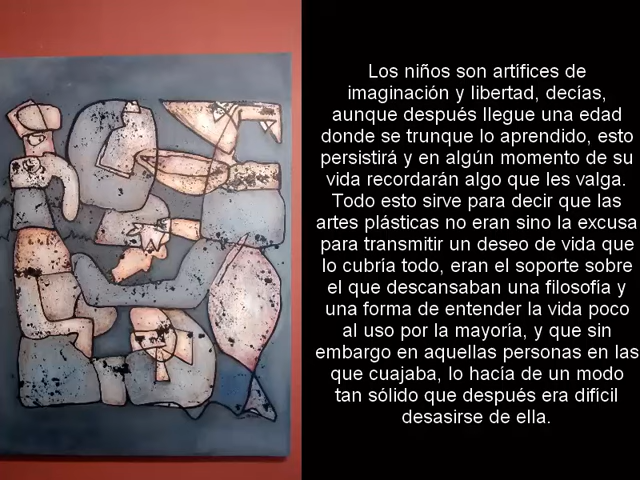 Los niños son artífices de
imaginación y libertad, decías,
aunque después llegue una edad
donde se trunque lo aprendido, esto
persistirá y en algún momento de su
vida recordarán algo que les valga.
Todo esto sirve para decir que las
artes plásticas no eran sino la excusa
para transmitir un deseo de vida que
lo cubría todo, eran el soporte sobre
el que descansaban una filosofía y
una forma de entender la vida poco
al uso por la mayoría, y que sin
embargo en aquellas personas en las
que cuajaba, lo hacía de un modo
tan sólido que después era difícil
desasirse de ella.